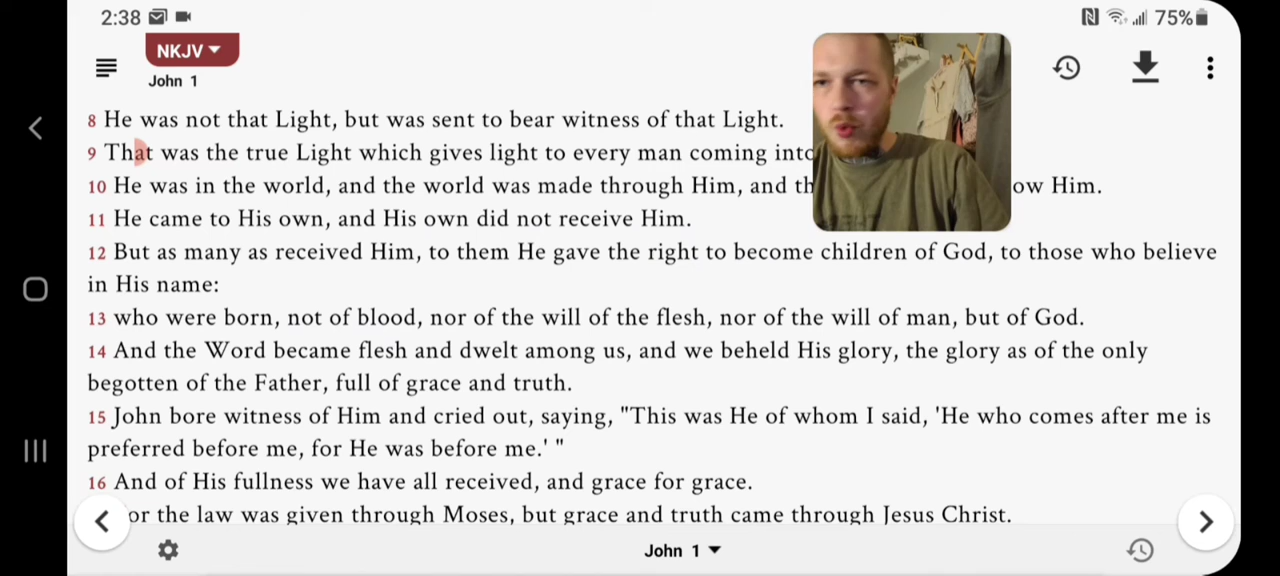 2:38 75%
NKJV
John 1
8 He was not that Light, but was sent to bear witness of that Light.
9 That was the true Light which gives light to every man coming into
10 He was in the world, and the world was made through Him, and th ow Him.
11 He came to His own, and His own did not receive Him.
12 But as many as received Him, to them He gave the right to become children of God, to those who believe
in His name:
13 who were born, not of blood, nor of the will of the flesh, nor of the will of man, but of God.
14 And the Word became flesh and dwelt among us, and we beheld His glory, the glory as of the only
begotten of the Father, full of grace and truth.
15 John bore witness of Him and cried out, saying, "This was He of whom I said, 'He who comes after me is
preferred before me, for He was before me.' "
16 And of His fullness we have all received, and grace for grace.
or the law was given through Moses, but grace and truth came through Jesus Christ.
John 1